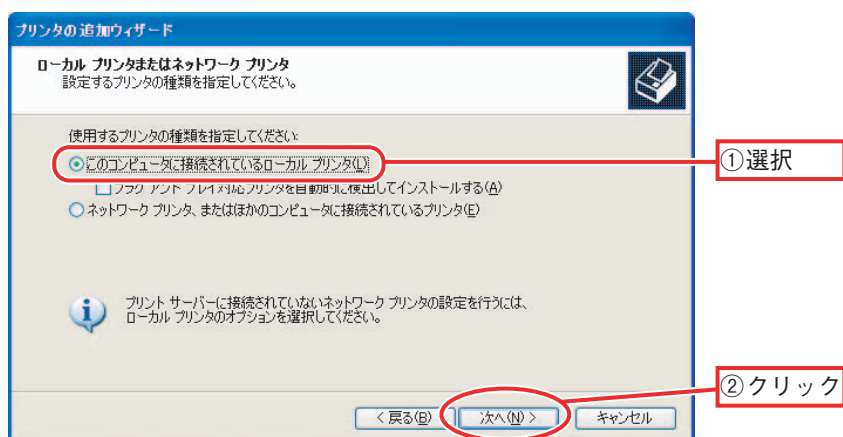 プリンタの追加ウィザード
ローカル プリンタまたはネットワーク プリンタ
設定するプリンタの種類を指定してください。
使用するプリンタの種類を指定してください:
このコンピュータに接続されているローカル プリンタ(L)
①選択
プラグ アンド プレイ対応プリンタを自動的に検出してインストールする(A)
ネットワーク プリンタ、またはほかのコンピュータに接続されているプリンタ(E)
プリント サーバーに接続されていないネットワーク プリンタの設定を行うには、
ローカル プリンタのオプションを選択してください。
②クリック
< 戻る(B)
次へ(N) >
キャンセル